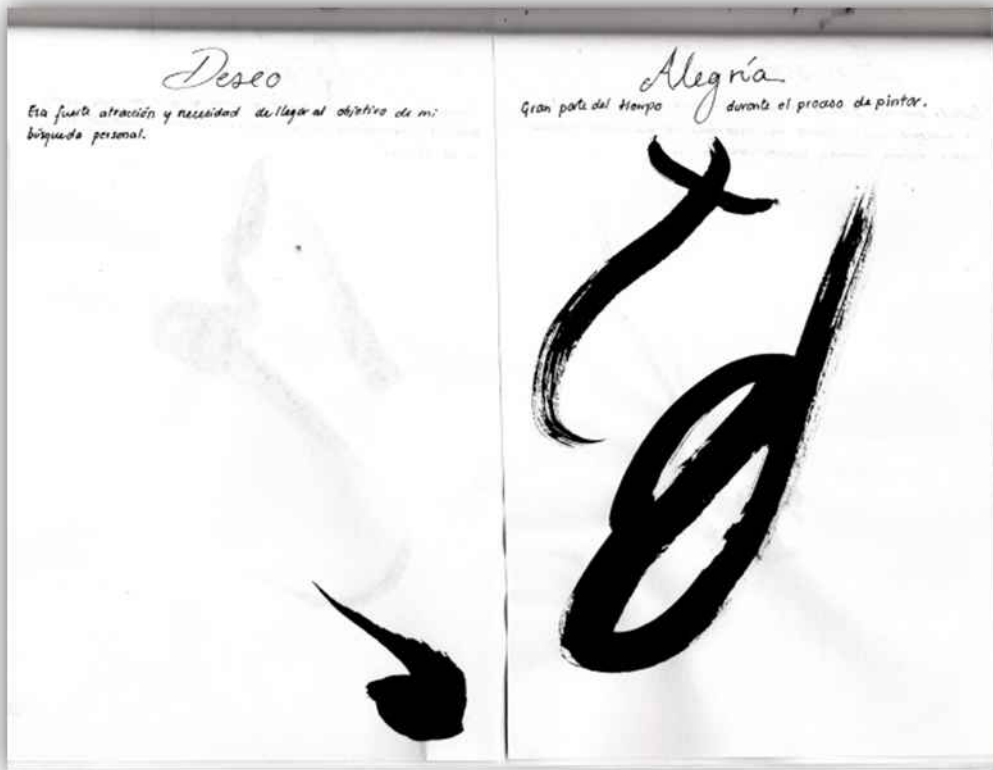 Deseo
Esa fuerte atracción y necesidad de llegar al objetivo de mi
búsqueda personal.
Alegría
Gran parte del tiempo durante el proceso de pintar.